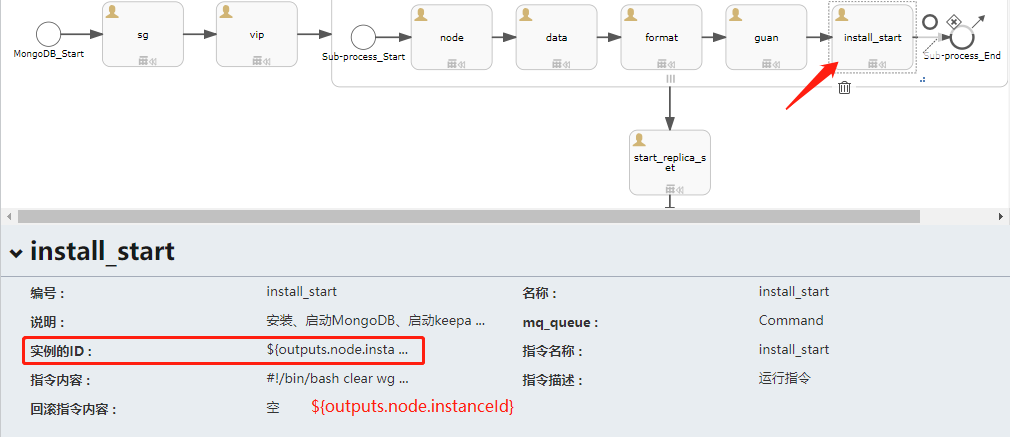 sg
vip
node
data
format
guan
install_start
MongoDB_Start
Sub-process_Start
Sub-process_End
start_replica_s
et
install_start
编号：
install_start
名称：
install_start
说明：
安装、启动MongoDB、启动keepa ...
mq_queue：
Command
实例的ID：
${outputs.node.insta ...
指令名称：
install_start
指令内容：
#!/bin/bash clear wg ...
指令描述：
运行指令
回滚指令内容：
空
${outputs.node.instanceId}